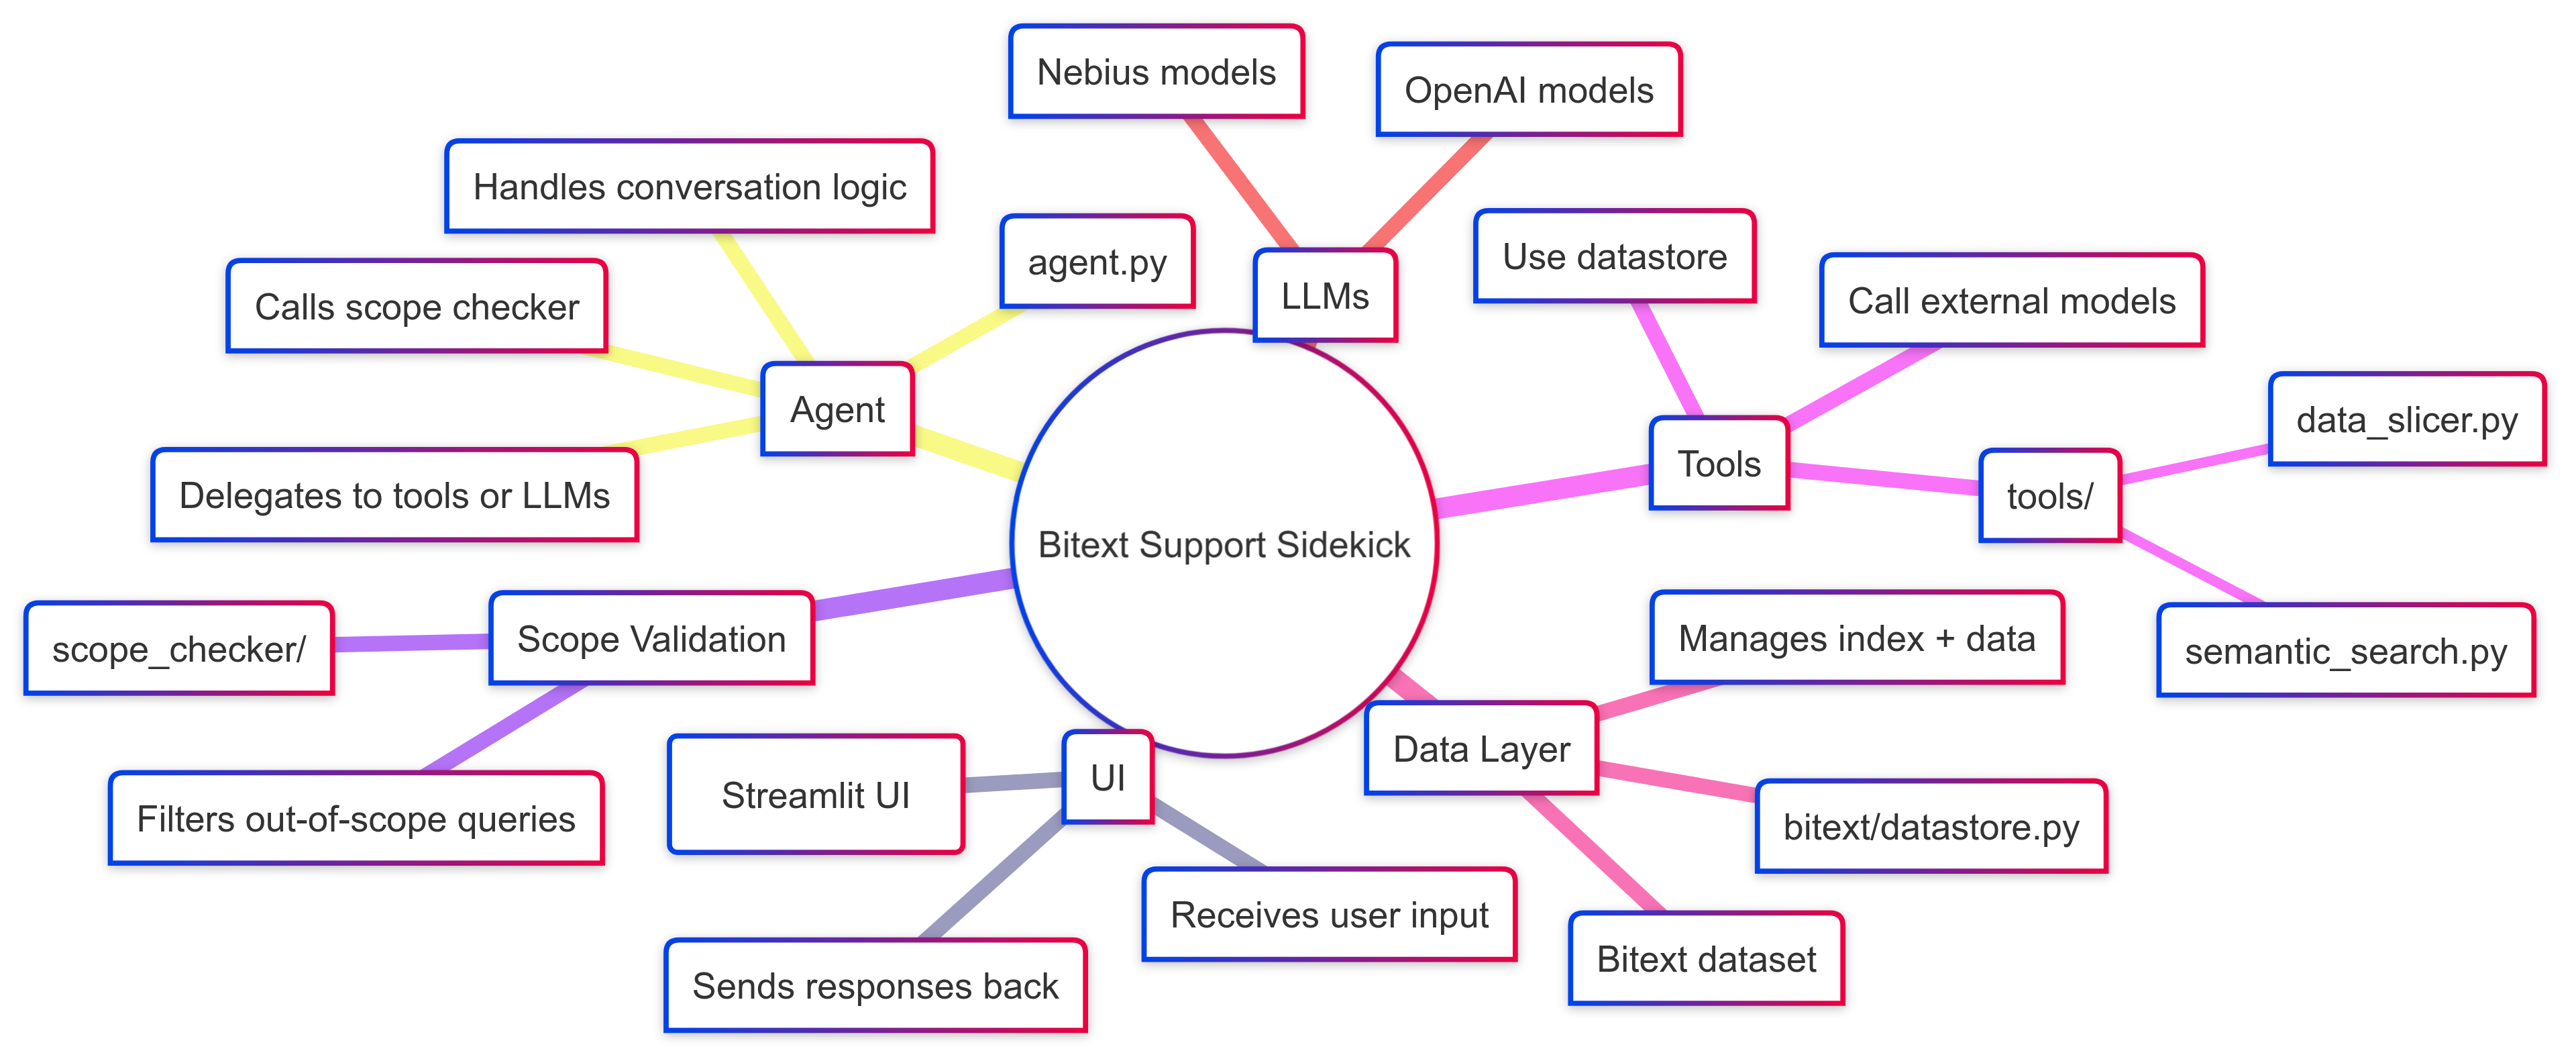 Nebius models
OpenAI models
Handles conversation logic
agent.py
Use datastore
LLMs
Call external models
Calls scope checker
Agent
data_slicer.py
Tools
Delegates to tools or LLMs
tools/
Bitext Support Sidekick
scope_checker/
Scope Validation
Manages index + data
semantic_search.py
Data Layer
UI
Streamlit UI
Filters out-of-scope queries
bitext/datastore.py
Receives user input
Bitext dataset
Sends responses back